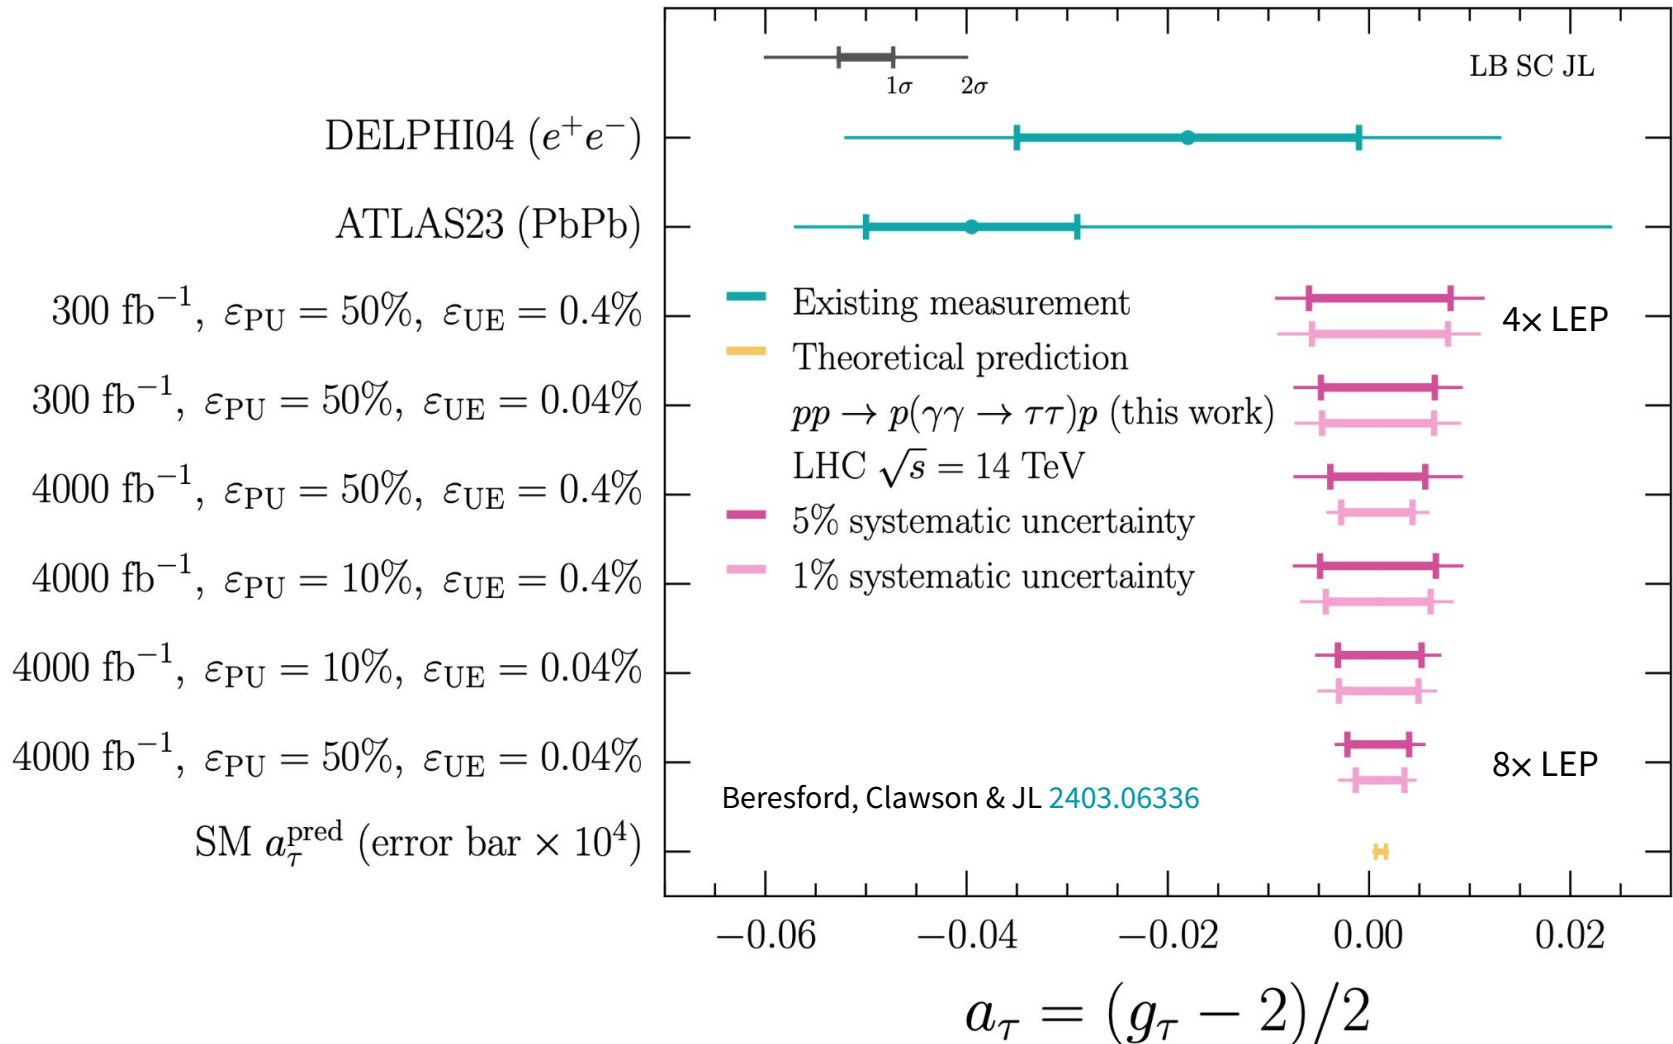 1σ 2σ
LB SC JL
DELPHI04 (e⁺e⁻)
ATLAS23 (PbPb)
300 fb⁻¹, εPU = 50%, εUE = 0.4%
300 fb⁻¹, εPU = 50%, εUE = 0.04%
4000 fb⁻¹, εPU = 50%, εUE = 0.4%
4000 fb⁻¹, εPU = 10%, εUE = 0.4%
4000 fb⁻¹, εPU = 10%, εUE = 0.04%
4000 fb⁻¹, εPU = 50%, εUE = 0.04%
SM aτ^pred (error bar × 10⁴)
Existing measurement
Theoretical prediction
pp → p(γγ → ττ)p (this work)
LHC √s = 14 TeV
5% systematic uncertainty
1% systematic uncertainty
4× LEP
8× LEP
Beresford, Clawson & JL 2403.06336
−0.06 −0.04 −0.02 0.00 0.02
aτ = (gτ − 2)/2